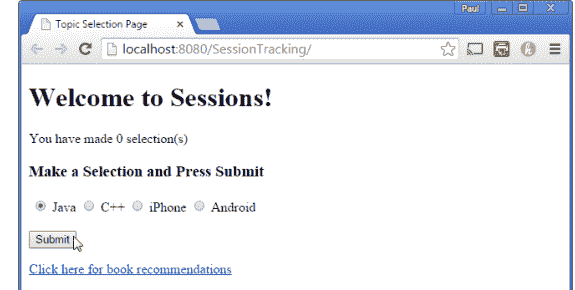 Paul
Topic Selection Page
localhost:8080/SessionTracking/
Welcome to Sessions!
You have made 0 selection(s)
Make a Selection and Press Submit
Java C++ iPhone Android
Submit
Click here for book recommendations